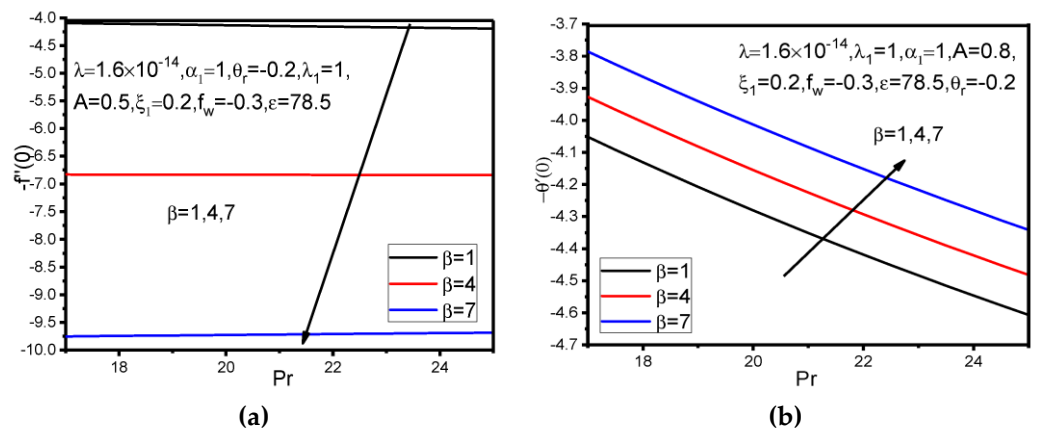 -4.0
-4.5
-5.0
-5.5
-6.0
-6.5
-7.0
-7.5
-8.0
-8.5
-9.0
-9.5
-10.0
-f"(0)
λ=1.6×10⁻¹⁴,α₁=1,θᵣ=-0.2,λ₁=1,
A=0.5,ξ₁=0.2,f_w=-0.3,ε=78.5
β=1,4,7
β=1
β=4
β=7
18 20 22 24
Pr
(a)
-3.7
-3.8
-3.9
-4.0
-4.1
-4.2
-4.3
-4.4
-4.5
-4.6
-4.7
−θ′(0)
λ=1.6×10⁻¹⁴,λ₁=1,α₁=1,A=0.8,
ξ₁=0.2,f_w=-0.3,ε=78.5,θᵣ=-0.2
β=1,4,7
β=1
β=4
β=7
18 20 22 24
Pr
(b)